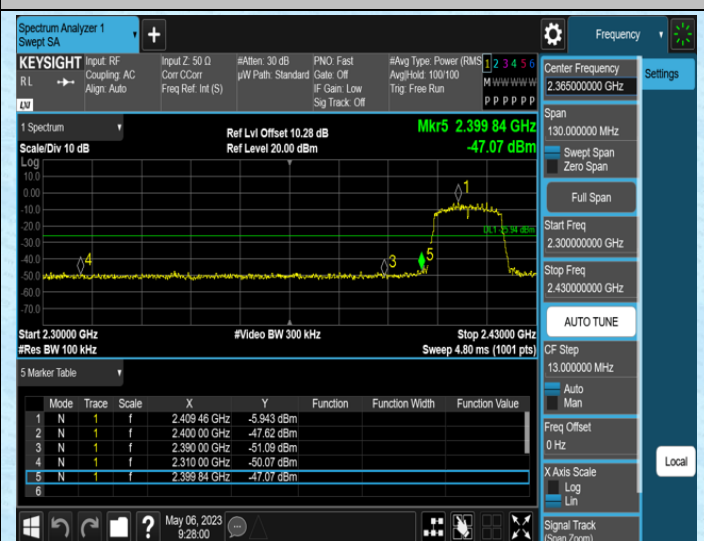 Spectrum Analyzer 1
Swept SA
+
Frequency
KEYSIGHT
RL
LXI
Input: RF
Coupling: AC
Align: Auto
Input Z: 50 Ω
Corr CCorr
Freq Ref: Int (S)
#Atten: 30 dB
µW Path: Standard
PNO: Fast
Gate: Off
IF Gain: Low
Sig Track: Off
#Avg Type: Power (RMS
Avg|Hold: 100/100
Trig: Free Run
1 2 3 4 5 6
M W W W W W
P P P P P P
1 Spectrum
Scale/Div 10 dB
Ref Lvl Offset 10.28 dB
Ref Level 20.00 dBm
Mkr5 2.399 84 GHz
-47.07 dBm
Log
10.0
0.00
-10.0
-20.0
-30.0
-40.0
-50.0
-60.0
-70.0
1
DL1 -25.94 dBm
4
3
5
Start 2.30000 GHz
#Res BW 100 kHz
#Video BW 300 kHz
Stop 2.43000 GHz
Sweep 4.80 ms (1001 pts)
5 Marker Table
Mode Trace Scale X Y Function Function Width Function Value
1 N 1 f 2.409 46 GHz -5.943 dBm
2 N 1 f 2.400 00 GHz -47.62 dBm
3 N 1 f 2.390 00 GHz -51.09 dBm
4 N 1 f 2.310 00 GHz -50.07 dBm
5 N 1 f 2.399 84 GHz -47.07 dBm
6
?
May 06, 2023
9:28:00
Center Frequency
2.365000000 GHz
Span
130.000000 MHz
Swept Span
Zero Span
Full Span
Start Freq
2.300000000 GHz
Stop Freq
2.430000000 GHz
AUTO TUNE
CF Step
13.000000 MHz
Auto
Man
Freq Offset
0 Hz
X Axis Scale
Log
Lin
Signal Track
(Span Zoom)
Settings
Local